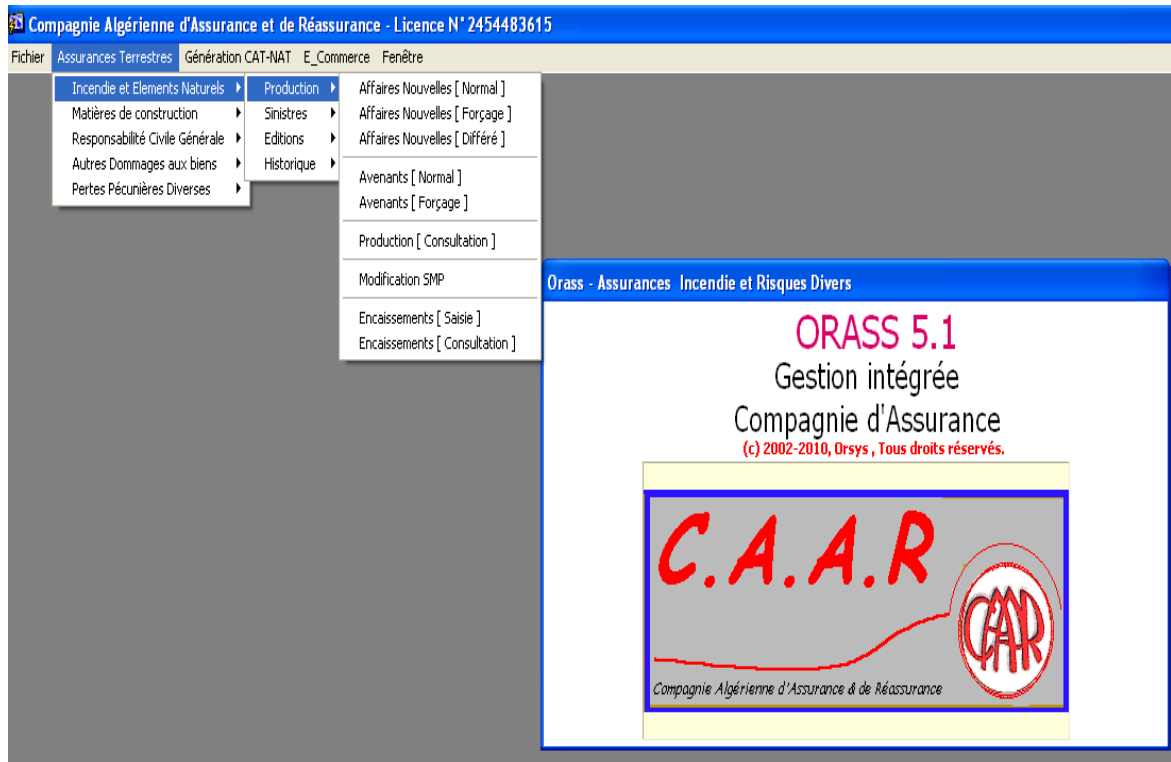 Compagnie Algérienne d'Assurance et de Réassurance - Licence N° 2454483615
Fichier Assurances Terrestres Génération CAT-NAT E_Commerce Fenêtre
Incendie et Elements Naturels
Matières de construction
Responsabilité Civile Générale
Autres Dommages aux biens
Pertes Pécunières Diverses
Production
Sinistres
Editions
Historique
Affaires Nouvelles [ Normal ]
Affaires Nouvelles [ Forçage ]
Affaires Nouvelles [ Différé ]
Avenants [ Normal ]
Avenants [ Forçage ]
Production [ Consultation ]
Modification SMP
Encaissements [ Saisie ]
Encaissements [ Consultation ]
Orass - Assurances Incendie et Risques Divers
ORASS 5.1
Gestion intégrée
Compagnie d'Assurance
(c) 2002-2010, Orsys , Tous droits réservés.
C.A.A.R
CAAR
Compagnie Algérienne d'Assurance & de Réassurance